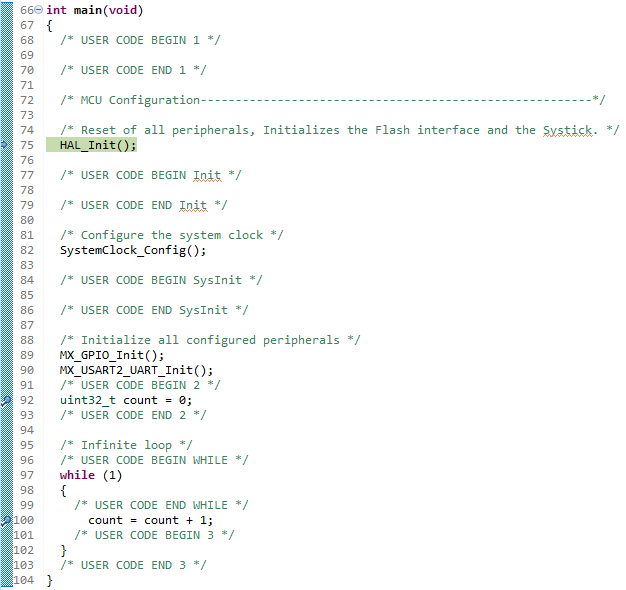 66 int main(void)
67 {
68 /* USER CODE BEGIN 1 */
69
70 /* USER CODE END 1 */
71
72 /* MCU Configuration--------------------------------------------------------*/
73
74 /* Reset of all peripherals, Initializes the Flash interface and the Systick. */
75 HAL_Init();
76
77 /* USER CODE BEGIN Init */
78
79 /* USER CODE END Init */
80
81 /* Configure the system clock */
82 SystemClock_Config();
83
84 /* USER CODE BEGIN SysInit */
85
86 /* USER CODE END SysInit */
87
88 /* Initialize all configured peripherals */
89 MX_GPIO_Init();
90 MX_USART2_UART_Init();
91 /* USER CODE BEGIN 2 */
92 uint32_t count = 0;
93 /* USER CODE END 2 */
94
95 /* Infinite loop */
96 /* USER CODE BEGIN WHILE */
97 while (1)
98 {
99 /* USER CODE END WHILE */
100 count = count + 1;
101 /* USER CODE BEGIN 3 */
102 }
103 /* USER CODE END 3 */
104 }